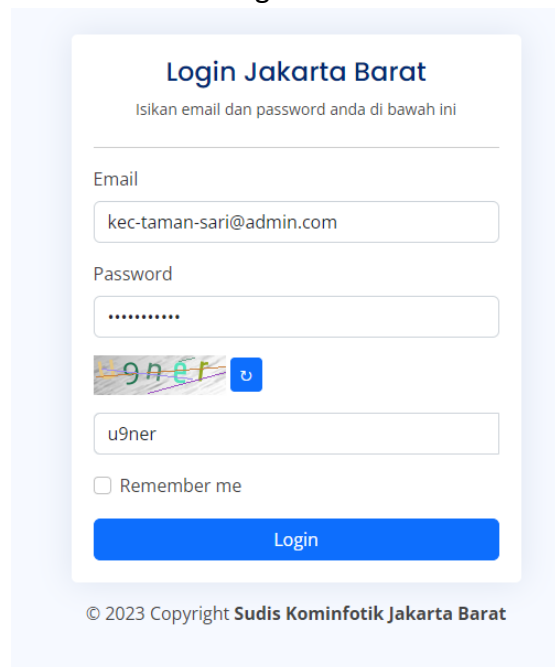 Login Jakarta Barat
Isikan email dan password anda di bawah ini
Email
kec-taman-sari@admin.com
Password
•••••••••••
u9ner
u9ner
Remember me
Login
© 2023 Copyright Sudis Kominfotik Jakarta Barat